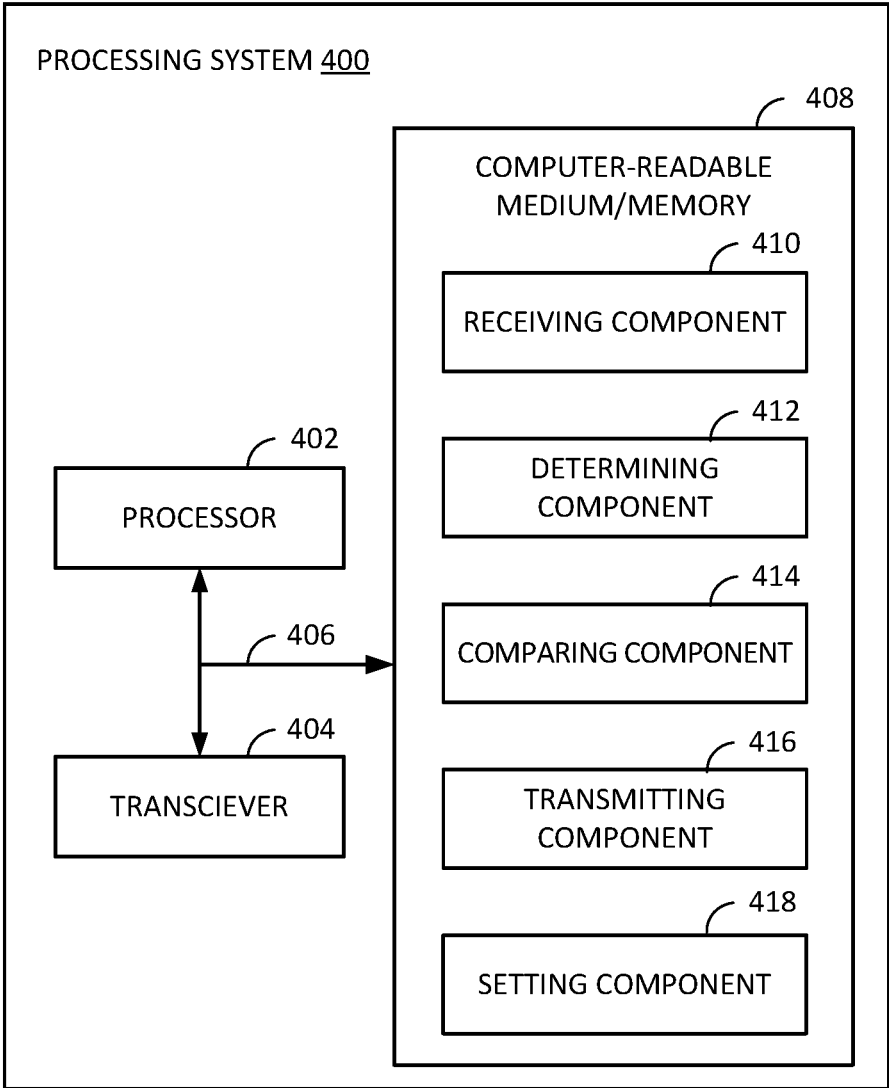 PROCESSING SYSTEM 400
408
COMPUTER-READABLE
MEDIUM/MEMORY
410
RECEIVING COMPONENT
412
DETERMINING
COMPONENT
402
PROCESSOR
414
COMPARING COMPONENT
406
404
TRANSCIEVER
416
TRANSMITTING
COMPONENT
418
SETTING COMPONENT